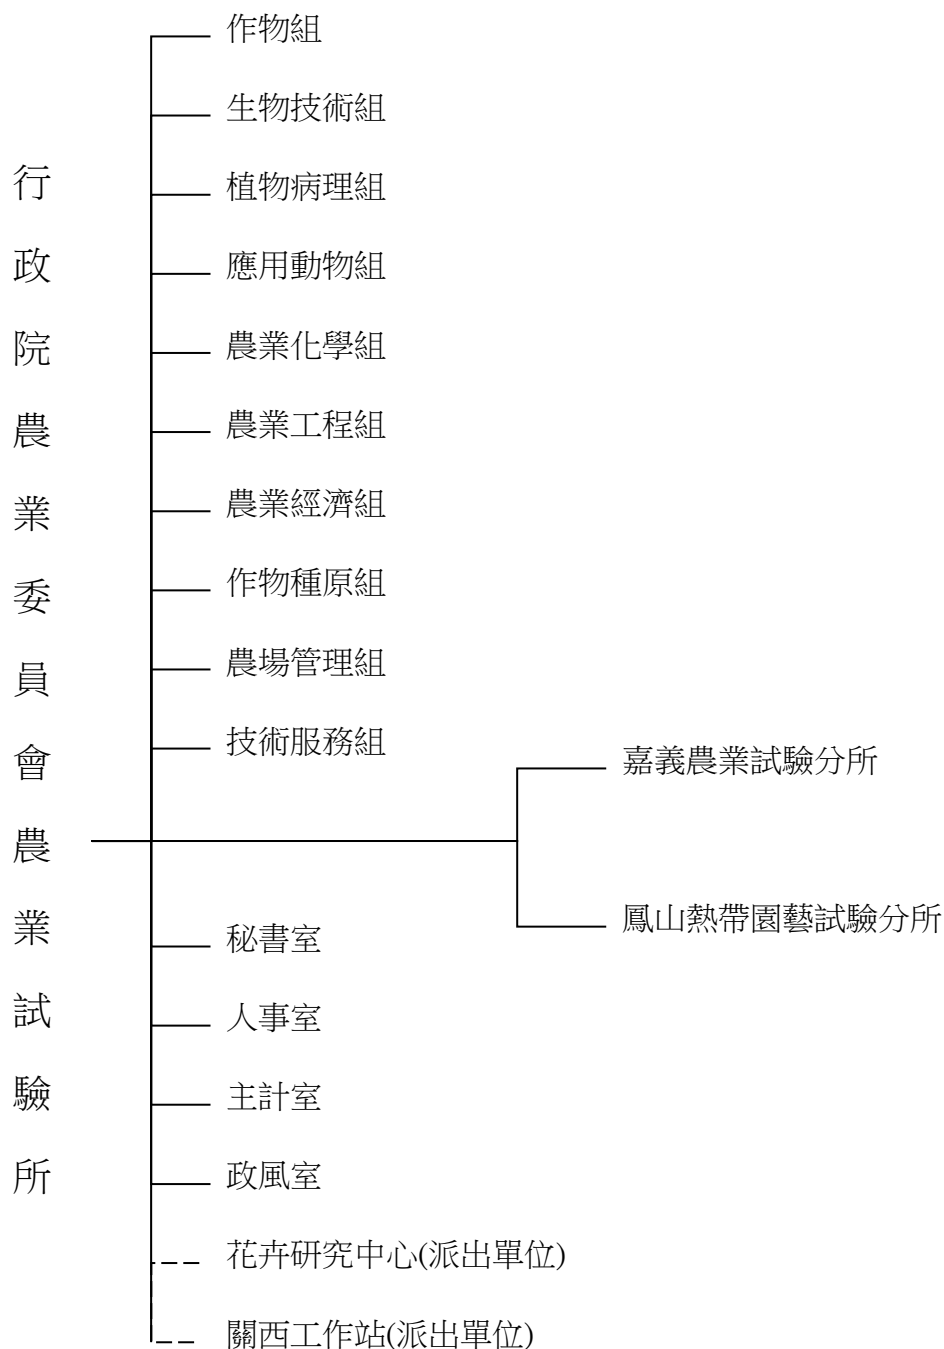 行政院農業委員會農業試驗所
作物組
生物技術組
植物病理組
應用動物組
農業化學組
農業工程組
農業經濟組
作物種原組
農場管理組
技術服務組
嘉義農業試驗分所
鳳山熱帶園藝試驗分所
秘書室
人事室
主計室
政風室
花卉研究中心(派出單位)
關西工作站(派出單位)